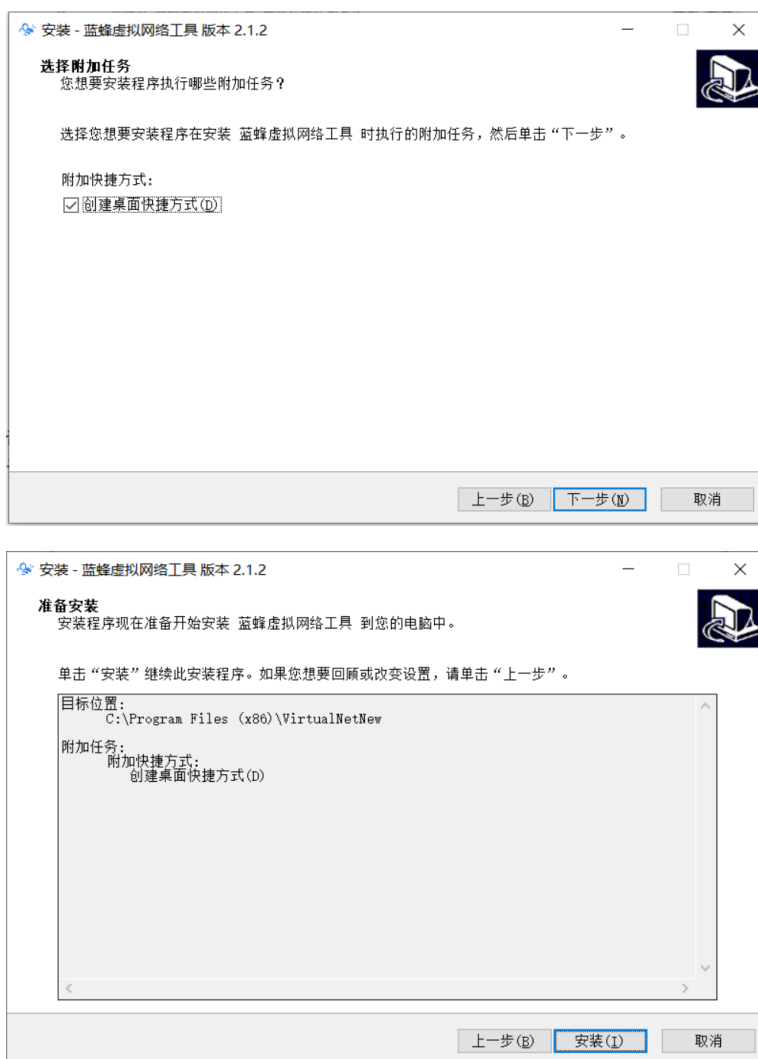 安装 - 蓝蜂虚拟网络工具 版本 2.1.2
选择附加任务
您想要安装程序执行哪些附加任务？
选择您想要安装程序在安装 蓝蜂虚拟网络工具 时执行的附加任务，然后单击“下一步”。
附加快捷方式:
创建桌面快捷方式(D)
上一步(B) 下一步(N) 取消
安装 - 蓝蜂虚拟网络工具 版本 2.1.2
准备安装
安装程序现在准备开始安装 蓝蜂虚拟网络工具 到您的电脑中。
单击“安装”继续此安装程序。如果您想要回顾或改变设置，请单击“上一步”。
目标位置:
C:\Program Files (x86)\VirtualNetNew
附加任务:
附加快捷方式:
创建桌面快捷方式(D)
上一步(B) 安装(I) 取消